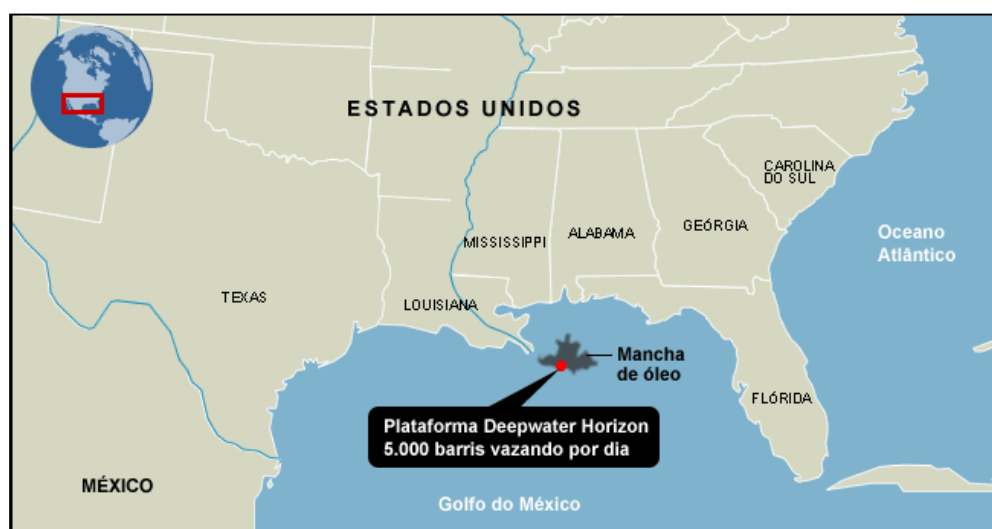 ESTADOS UNIDOS
CAROLINA
DO SUL
GEÓRGIA
ALABAMA
MISSISSIPPI
Oceano
Atlântico
TEXAS
LOUISIANA
Mancha
de óleo
FLÓRIDA
Plataforma Deepwater Horizon
5.000 barris vazando por dia
MÉXICO
Golfo do México